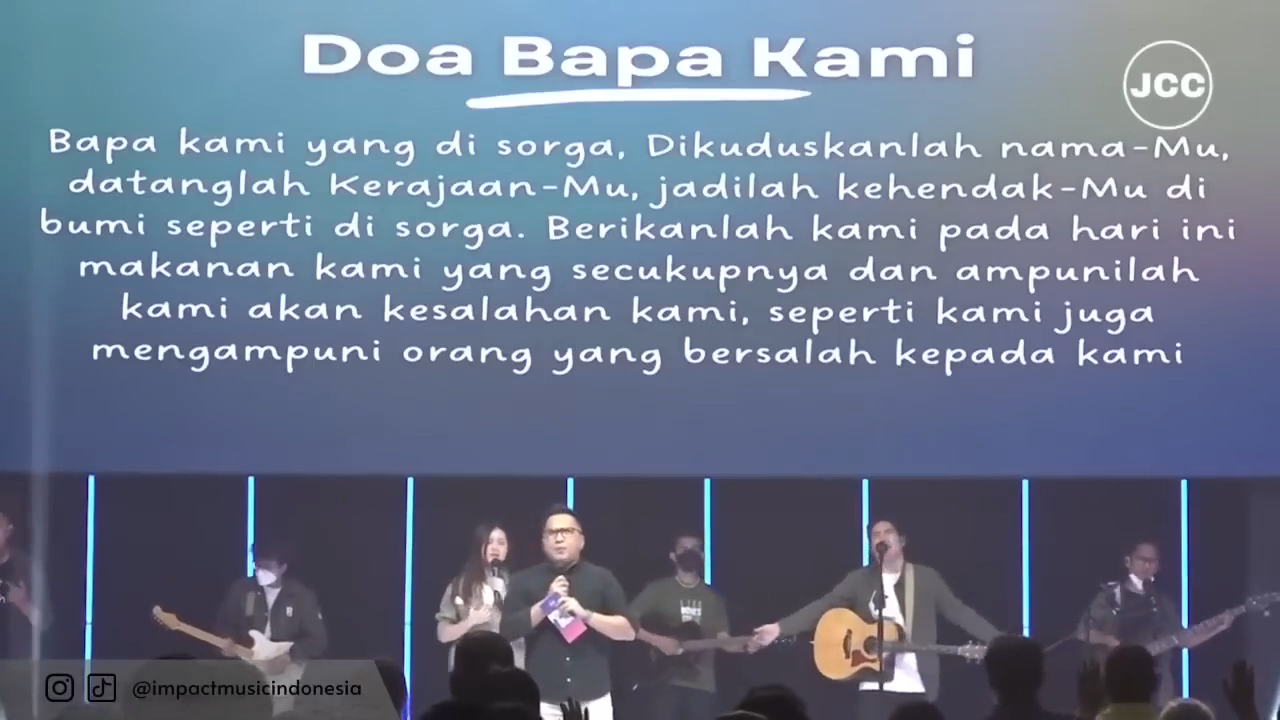 Doa Bapa Kami
JCC
Bapa kami yang di sorga, Dikuduskanlah nama-Mu,
datanglah Kerajaan-Mu, jadilah kehendak-Mu di
bumi seperti di sorga. Berikanlah kami pada hari ini
makanan kami yang secukupnya dan ampunilah
kami akan kesalahan kami, seperti kami juga
mengampuni orang yang bersalah kepada kami
@impactmusicindonesia